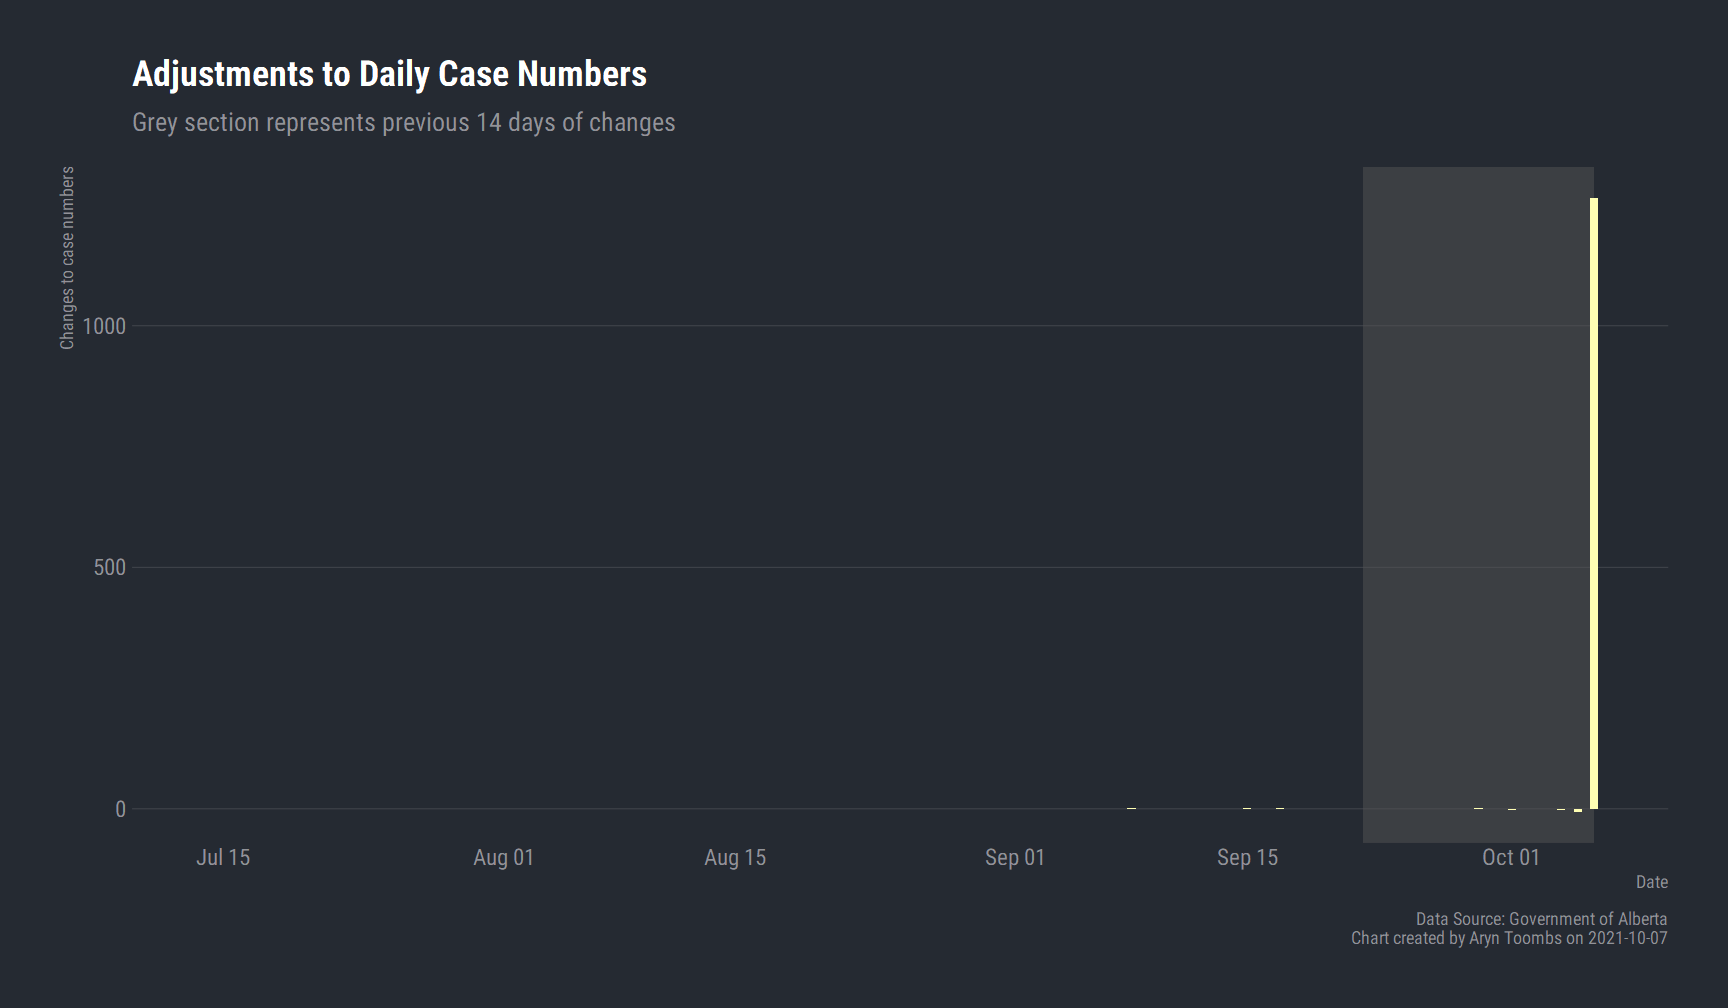 Adjustments to Daily Case Numbers
Grey section represents previous 14 days of changes
Changes to case numbers
1000
500
0
Jul 15
Aug 01
Aug 15
Sep 01
Sep 15
Oct 01
Date
Data Source: Government of Alberta
Chart created by Aryn Toombs on 2021-10-07